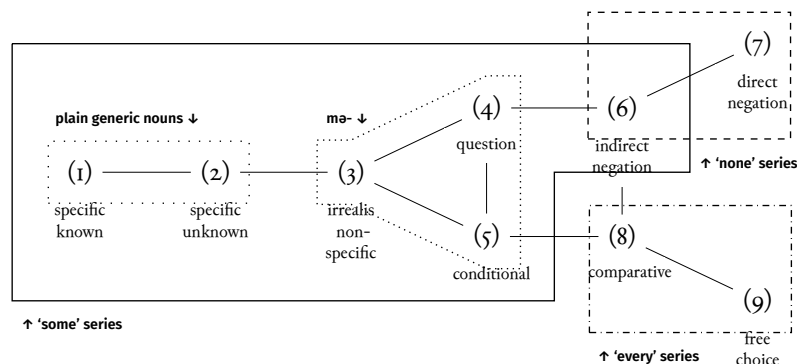 (7)
direct
negation
plain generic nouns ↓
mə- ↓
(4)
question
(6)
indirect
negation
↑ 'none' series
(1)
specific
known
(2)
specific
unknown
(3)
irrealis
non-
specific
(5)
conditional
(8)
comparative
(9)
free
choice
↑ 'some' series
↑ 'every' series